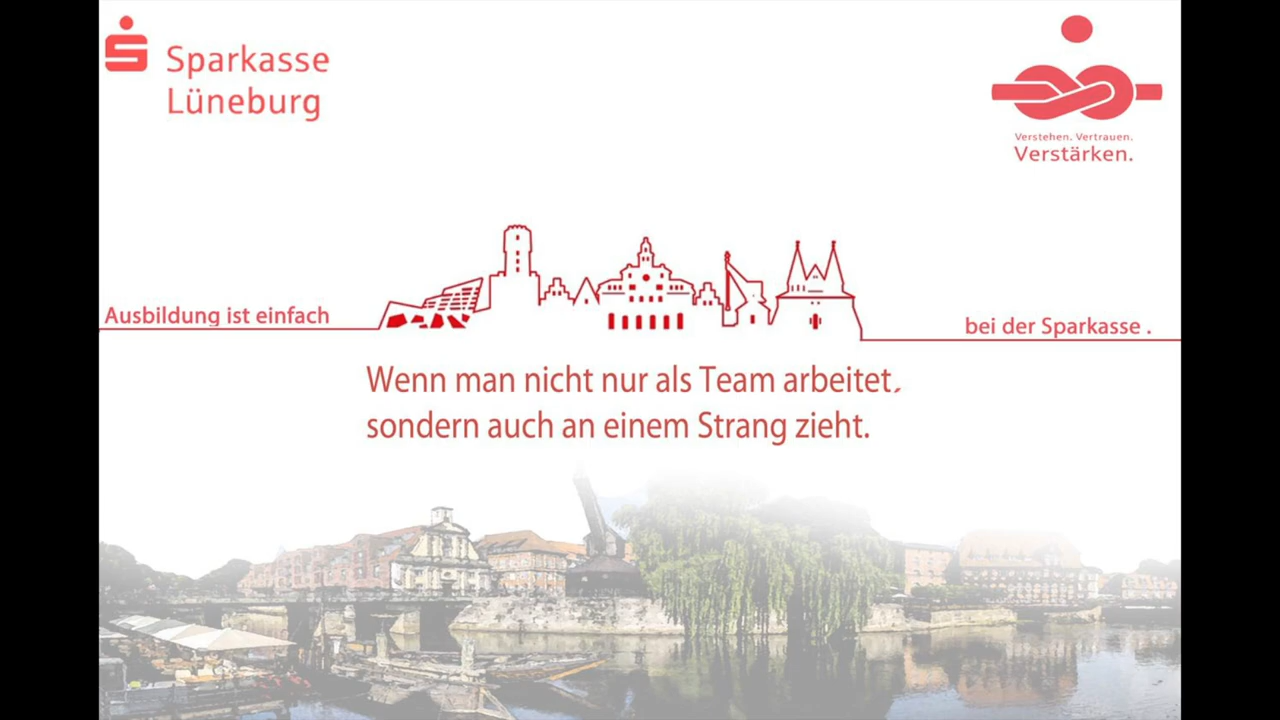 Sparkasse
Lüneburg
Verstehen. Vertrauen.
Verstärken.
Ausbildung ist einfach
bei der Sparkasse .
Wenn man nicht nur als Team arbeitet,
sondern auch an einem Strang zieht.